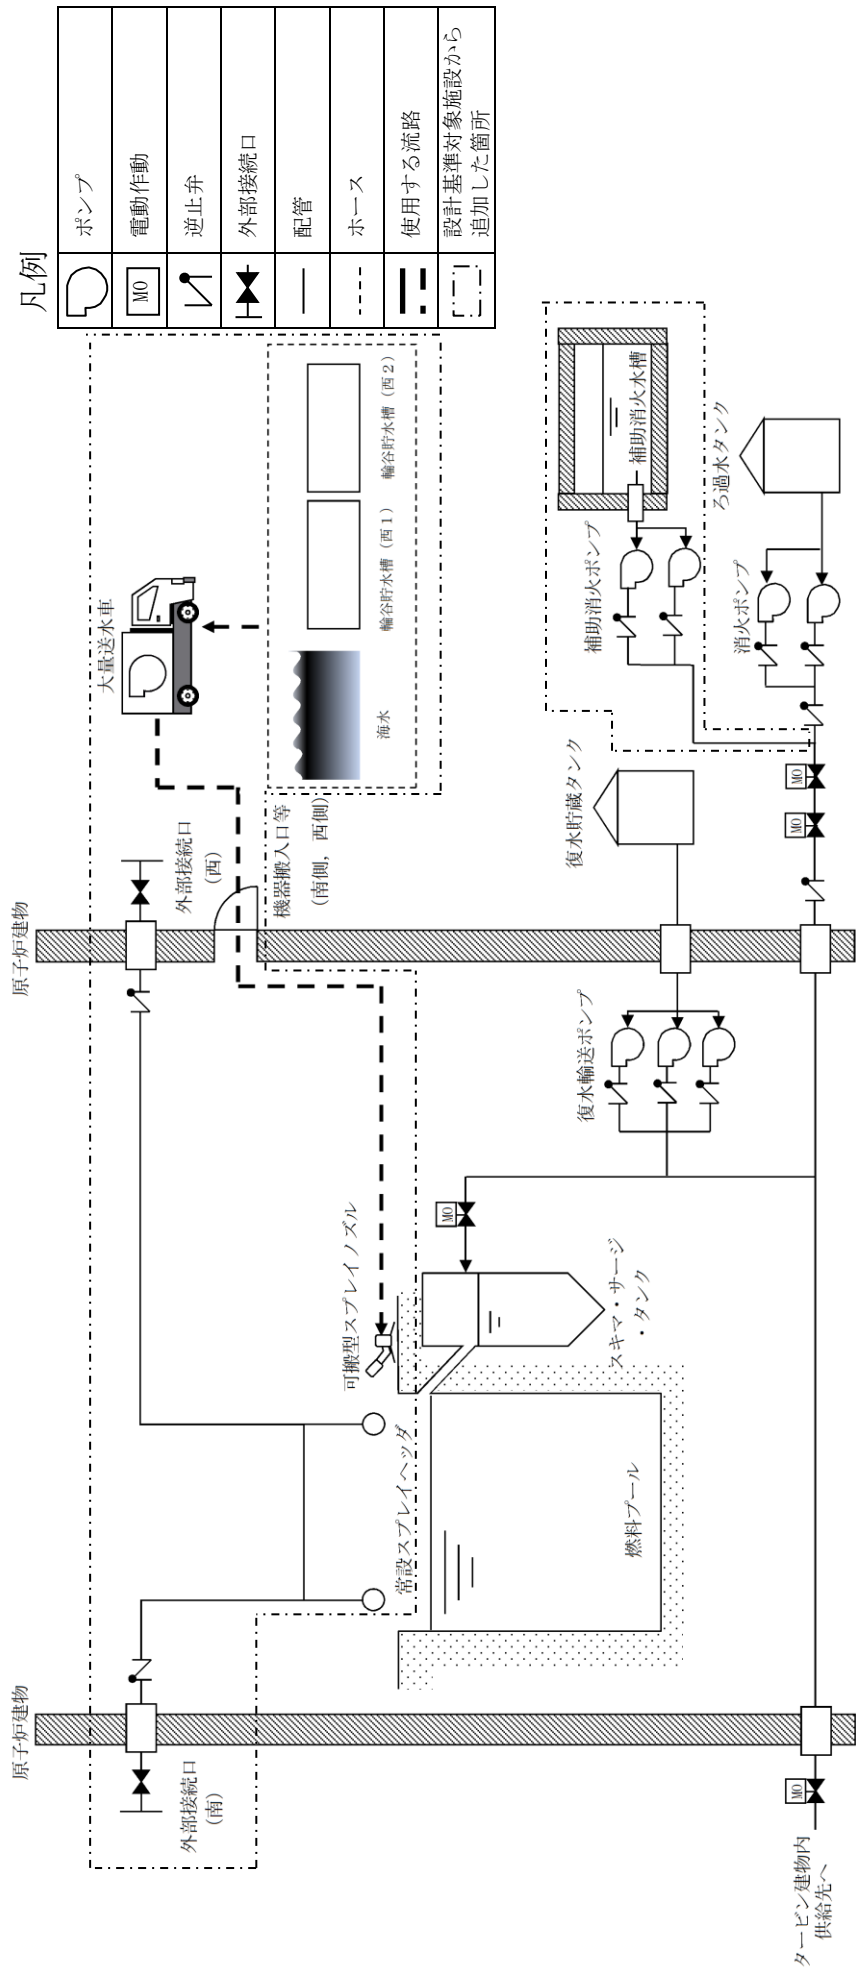 凡例
ポンプ
MO
電動作動
逆止弁
外部接続口
配管
ホース
使用する流路
設計基準対象施設から
追加した箇所
原子炉建物
外部接続口
(南)
常設スプレイヘッダ
可搬型スプレイノズル
燃料プール
スキマ・サージ
・タンク
MO
MO
タービン建物内
供給先へ
原子炉建物
外部接続口
(西)
機器搬入口等
(南側,西側)
大量送水車
海水
輪谷貯水槽(西1)
輪谷貯水槽(西2)
復水輸送ポンプ
復水貯蔵タンク
MO
MO
補助消火ポンプ
補助消火水槽
消火ポンプ
ろ過水タンク